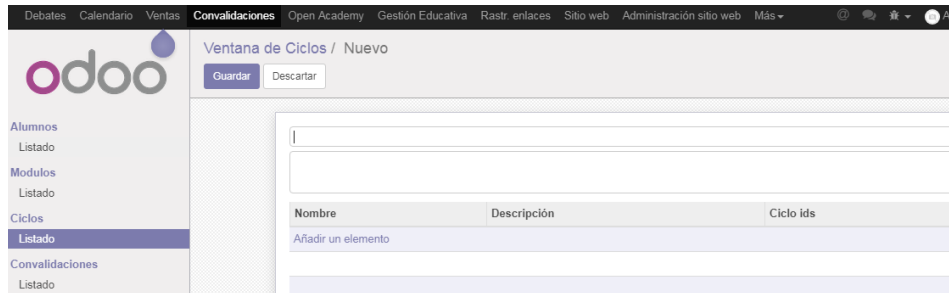 Debates Calendario Ventas Convalidaciones Open Academy Gestión Educativa Rastr. enlaces Sitio web Administración sitio web Más
odoo
Ventana de Ciclos / Nuevo
Guardar Descartar
Alumnos
Listado
Modulos
Listado
Ciclos
Listado
Convalidaciones
Listado
Nombre Descripción Ciclo ids
Añadir un elemento